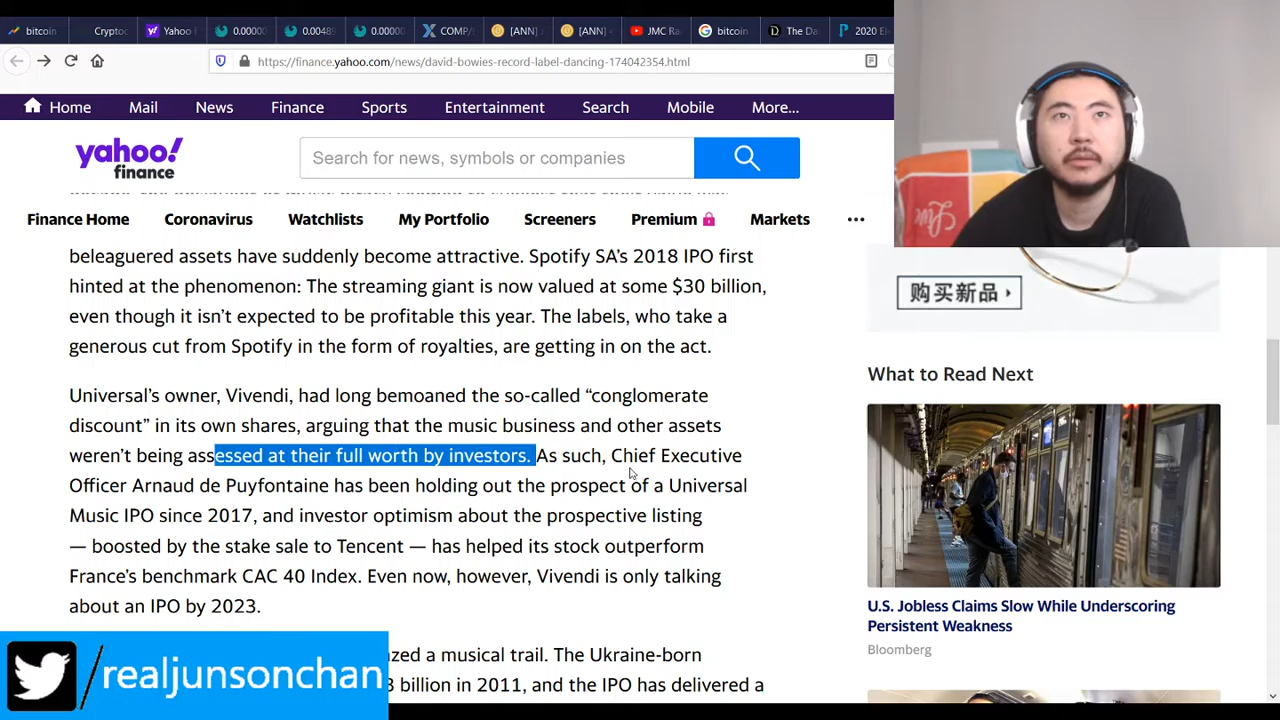 bitcoin
Cryptoc
Yahoo
0.00000
0.00489
0.00000
COMP/
[ANN]
[ANN]
JMC Ra
bitcoin
The Da
2020 Ele
https://finance.yahoo.com/news/david-bowies-record-label-dancing-174042354.html
Home Mail News Finance Sports Entertainment Search Mobile More...
yahoo!
finance
Search for news, symbols or companies
Finance Home Coronavirus Watchlists My Portfolio Screeners Premium Markets
beleaguered assets have suddenly become attractive. Spotify SA's 2018 IPO first
hinted at the phenomenon: The streaming giant is now valued at some $30 billion,
even though it isn't expected to be profitable this year. The labels, who take a
generous cut from Spotify in the form of royalties, are getting in on the act.
Universal's owner, Vivendi, had long bemoaned the so-called “conglomerate
discount” in its own shares, arguing that the music business and other assets
weren't being assessed at their full worth by investors. As such, Chief Executive
Officer Arnaud de Puyfontaine has been holding out the prospect of a Universal
Music IPO since 2017, and investor optimism about the prospective listing
— boosted by the stake sale to Tencent — has helped its stock outperform
France's benchmark CAC 40 Index. Even now, however, Vivendi is only talking
about an IPO by 2023.
zed a musical trail. The Ukraine-born
billion in 2011, and the IPO has delivered a
购买新品
What to Read Next
U.S. Jobless Claims Slow While Underscoring
Persistent Weakness
Bloomberg
/realjunsonchan